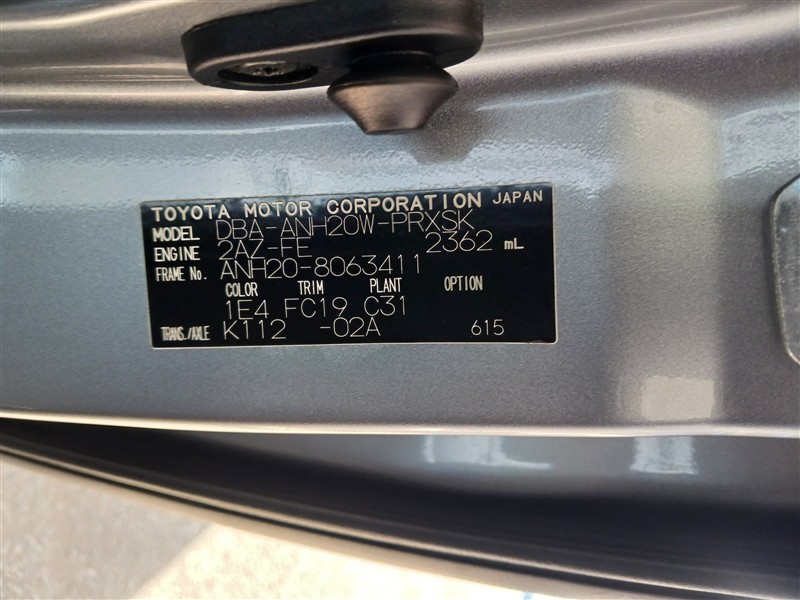 TOYOTA MOTOR CORPORATION JAPAN
MODEL DBA-ANH20W-PRXSK
ENGINE 2AZ-FE 2362 mL
FRAME No. ANH20-8063411
COLOR TRIM PLANT OPTION
1E4 FC19 C31
TRANS./AXLE K112 -02A 615